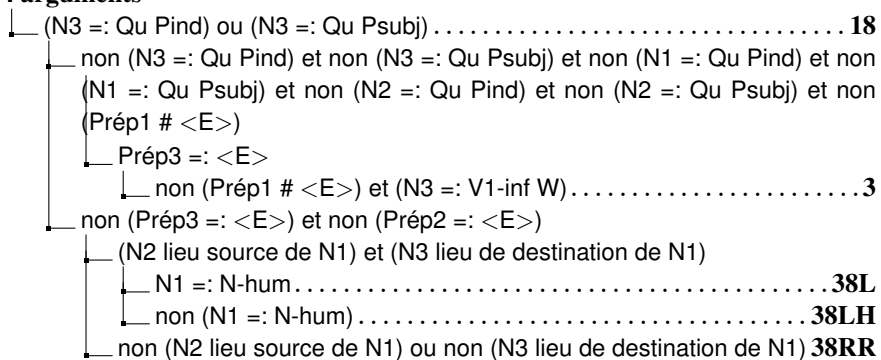 (N3 =: Qu Pind) ou (N3 =: Qu Psubj) . . . . . . . . . . . . . . . . . . . . . . . . . . . . . . . . . . . 18
non (N3 =: Qu Pind) et non (N3 =: Qu Psubj) et non (N1 =: Qu Pind) et non
(N1 =: Qu Psubj) et non (N2 =: Qu Pind) et non (N2 =: Qu Psubj) et non
(Prép1 # <E>)
Prép3 =: <E>
non (Prép1 # <E>) et (N3 =: V1-inf W) . . . . . . . . . . . . . . . . . . . . . . . . . 3
non (Prép3 =: <E>) et non (Prép2 =: <E>)
(N2 lieu source de N1) et (N3 lieu de destination de N1)
N1 =: N-hum . . . . . . . . . . . . . . . . . . . . . . . . . . . . . . . . . . . . . . . . . . . . . 38L
non (N1 =: N-hum) . . . . . . . . . . . . . . . . . . . . . . . . . . . . . . . . . . . . . . 38LH
non (N2 lieu source de N1) ou non (N3 lieu de destination de N1) 38RR